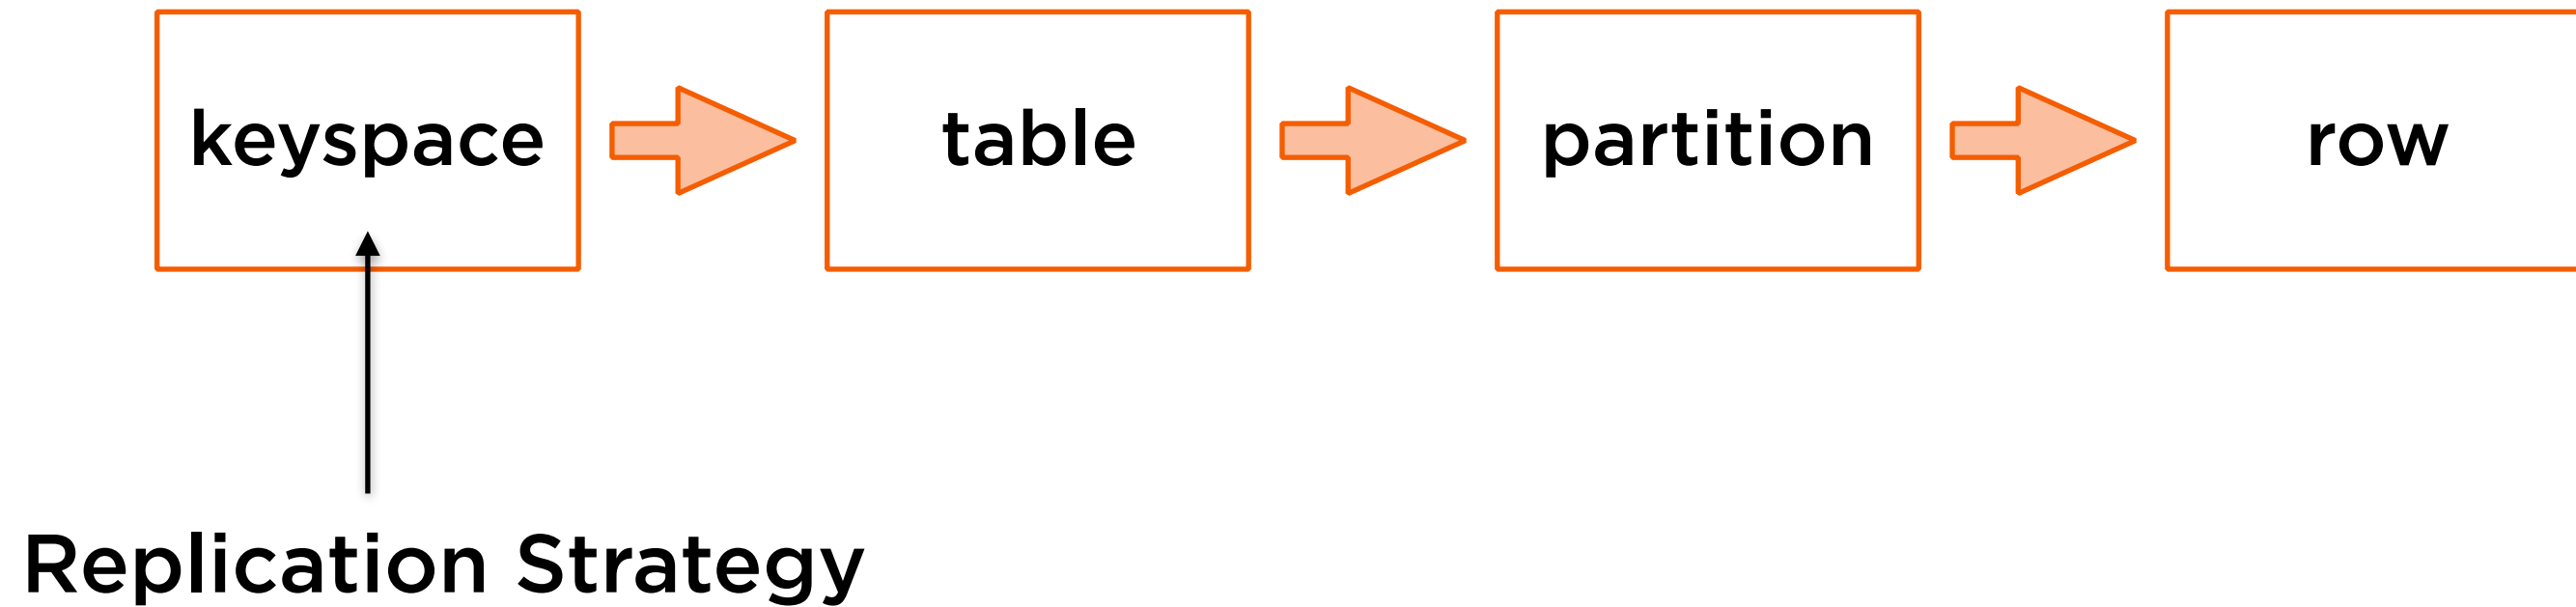 keyspace
table
partition
row
Replication Strategy